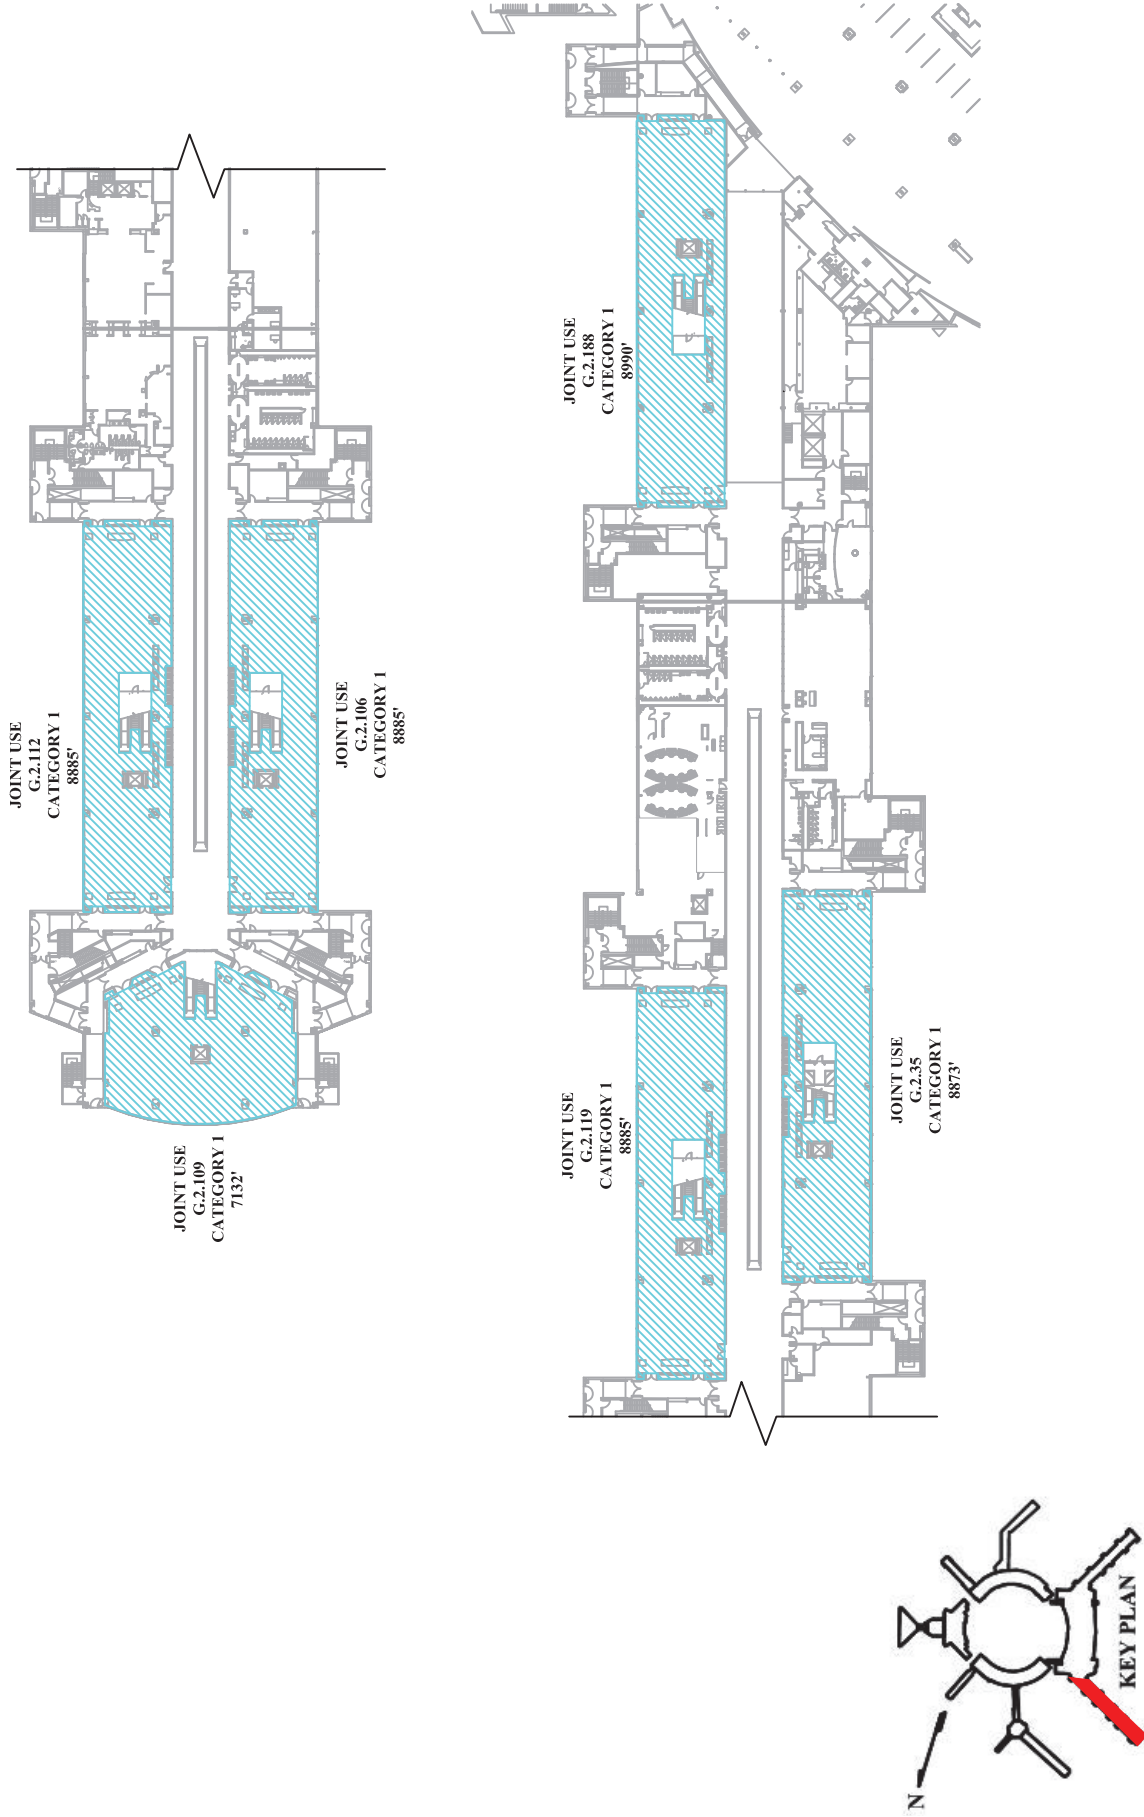 JOINT USE
G.2.112
CATEGORY 1
8885'
JOINT USE
G.2.106
CATEGORY 1
8885'
JOINT USE
G.2.109
CATEGORY 1
7132'
JOINT USE
G.2.188
CATEGORY 1
8990'
JOINT USE
G.2.119
CATEGORY 1
8885'
JOINT USE
G.2.35
CATEGORY 1
8873'
N
KEY PLAN